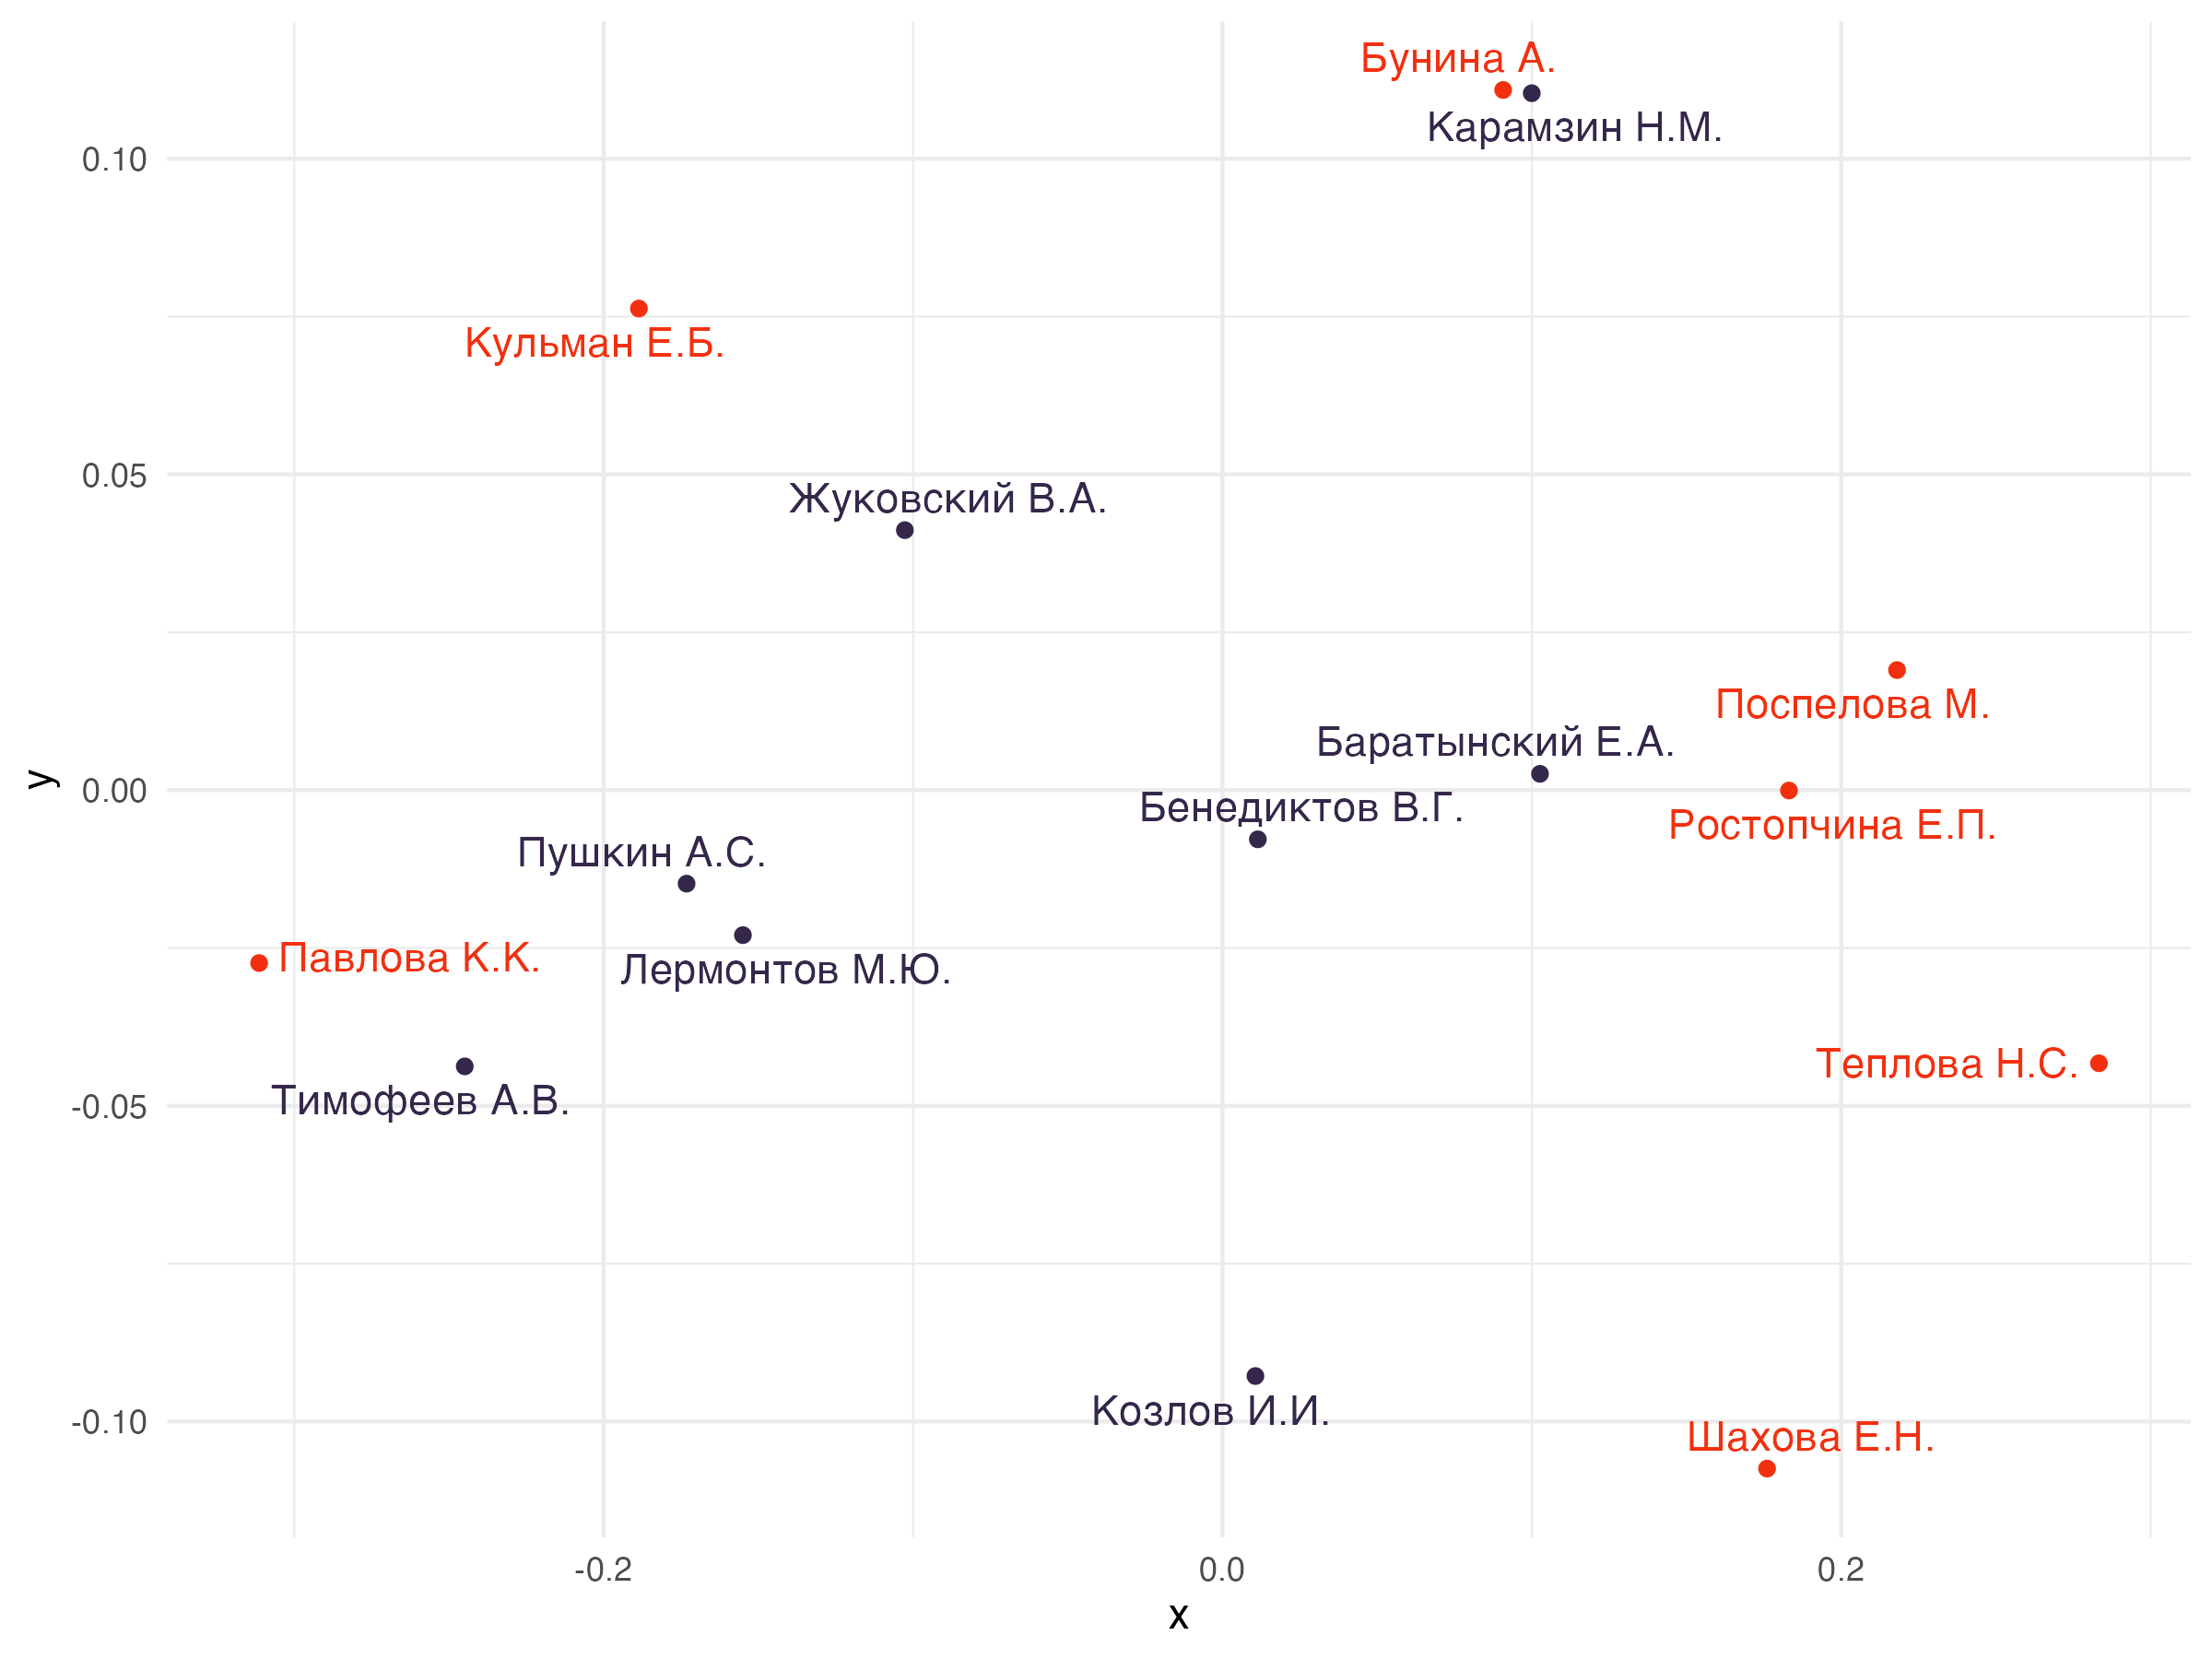 Бунина А.
Карамзин Н.М.
0.10
Кульман Е.Б.
0.05
Жуковский В.А.
Поспелова М.
Баратынский Е.А.
y
0.00
Бенедиктов В.Г.
Ростопчина Е.П.
Пушкин А.С.
Павлова К.К.
Лермонтов М.Ю.
Теплова Н.С.
Тимофеев А.В.
-0.05
Козлов И.И.
-0.10
Шахова Е.Н.
-0.2
0.0
0.2
x